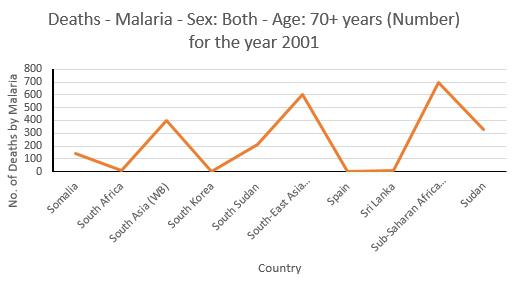 Deaths - Malaria - Sex: Both - Age: 70+ years (Number)
for the year 2001
No. of Deaths by Malaria
800
700
600
500
400
300
200
100
0
Somalia
South Africa
South Asia (WB)
South Korea
South Sudan
South-East Asia...
Spain
Sri Lanka
Sub-Saharan Africa...
Sudan
Country